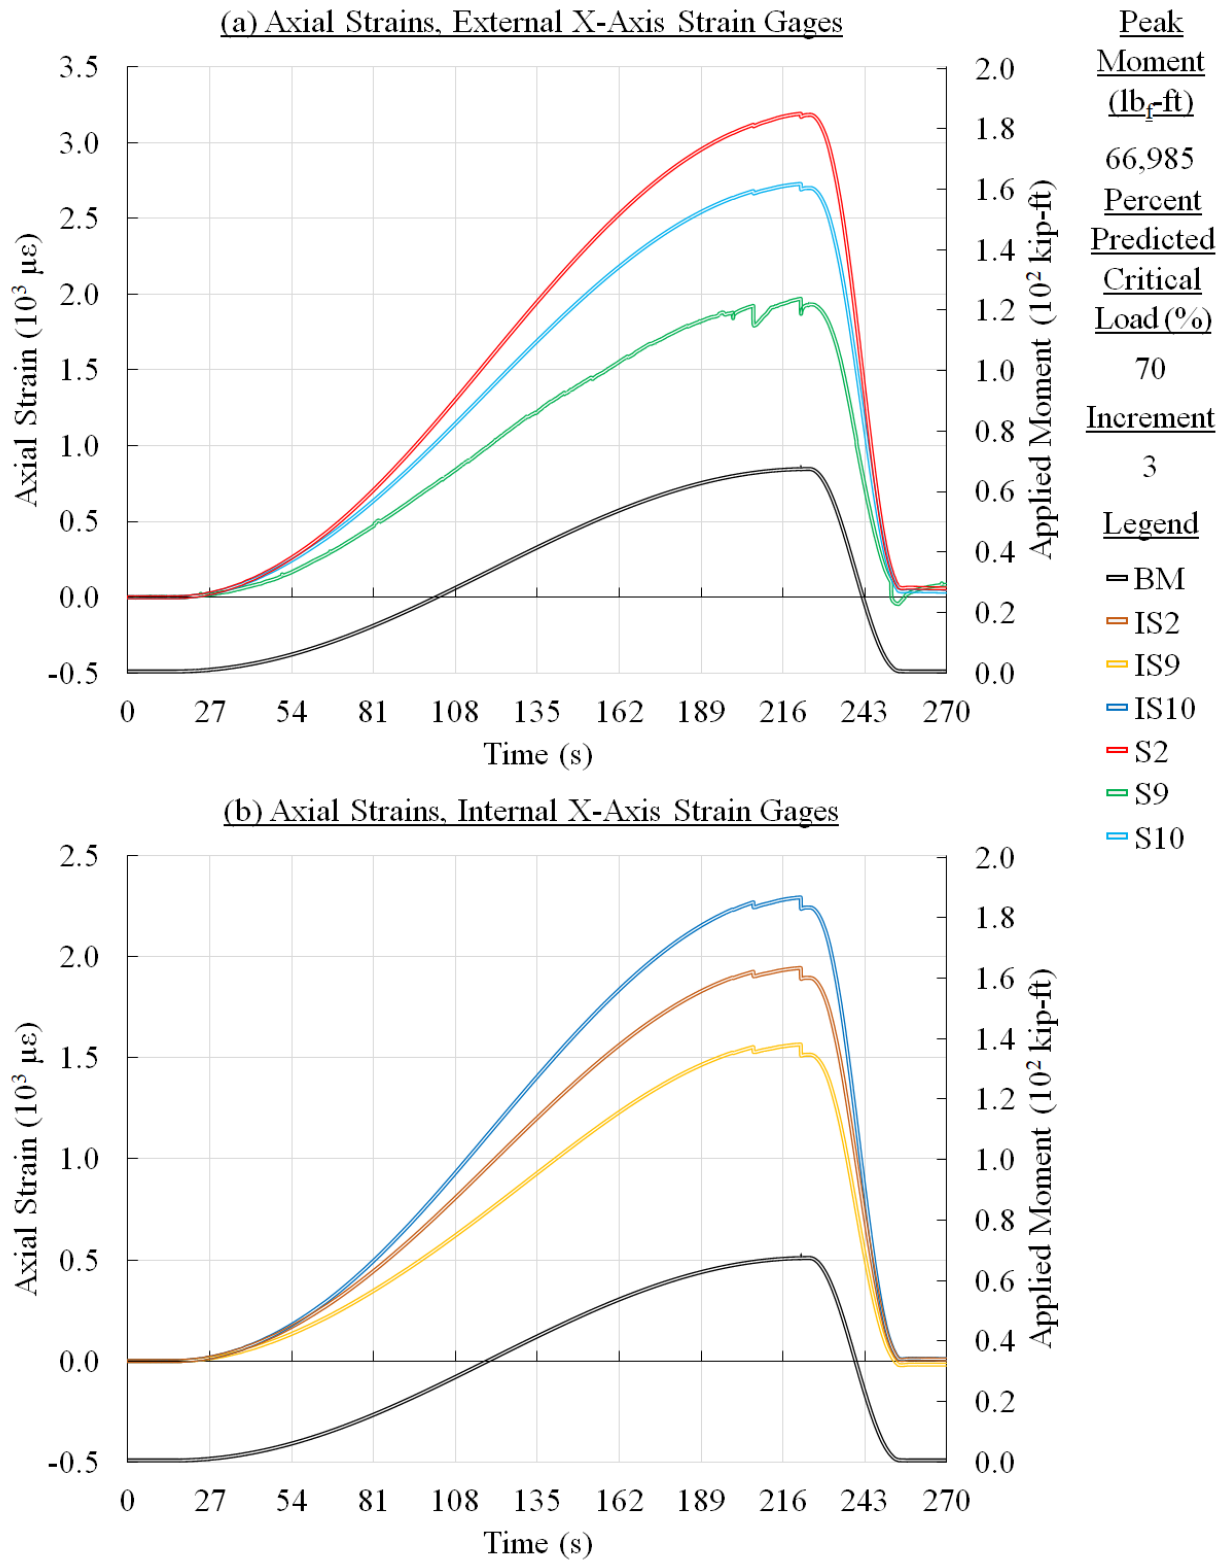 (a) Axial Strains, External X-Axis Strain Gages
3.5
3.0
2.5
2.0
1.5
1.0
0.5
0.0
-0.5
Axial Strain (10³ µε)
2.0
1.8
1.6
1.4
1.2
1.0
0.8
0.6
0.4
0.2
0.0
Applied Moment (10² kip-ft)
0 27 54 81 108 135 162 189 216 243 270
Time (s)
Peak
Moment
(lbf-ft)
66,985
Percent
Predicted
Critical
Load (%)
70
Increment
3
Legend
BM
IS2
IS9
IS10
S2
S9
S10
(b) Axial Strains, Internal X-Axis Strain Gages
2.5
2.0
1.5
1.0
0.5
0.0
-0.5
Axial Strain (10³ µε)
2.0
1.8
1.6
1.4
1.2
1.0
0.8
0.6
0.4
0.2
0.0
Applied Moment (10² kip-ft)
0 27 54 81 108 135 162 189 216 243 270
Time (s)